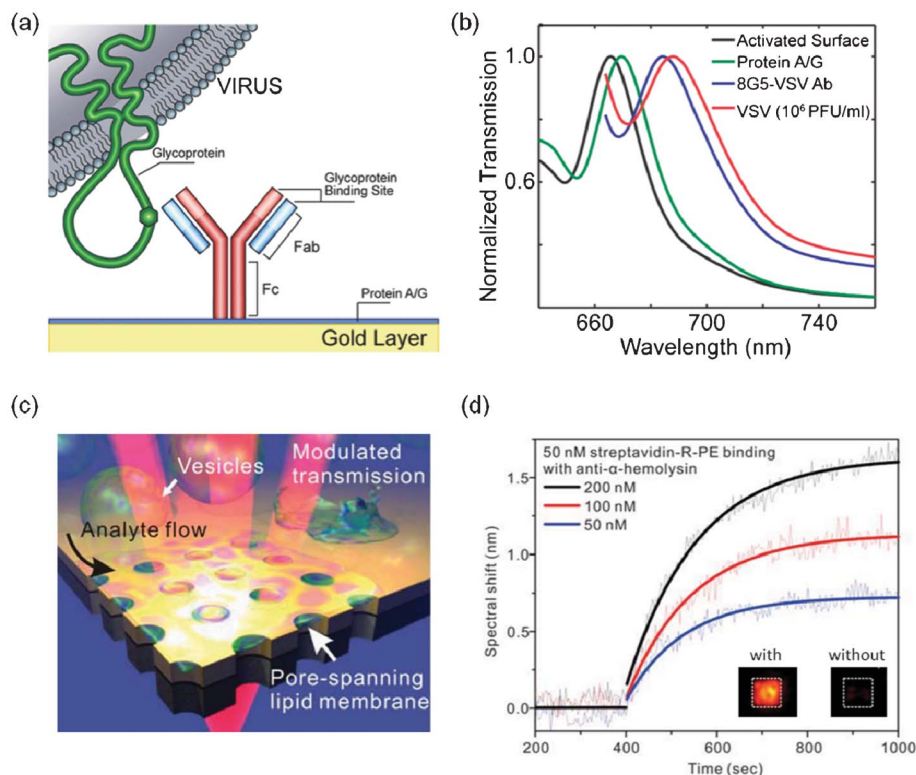 (a)
VIRUS
Glycoprotein
Glycoprotein
Binding Site
Fab
Fc
Protein A/G
Gold Layer
(b)
Normalized Transmission
1.0
0.6
Activated Surface
Protein A/G
8G5-VSV Ab
VSV (10⁶ PFU/ml)
660
700
740
Wavelength (nm)
(c)
Vesicles
Modulated
transmission
Analyte flow
Pore-spanning
lipid membrane
(d)
Spectral shift (nm)
1.5
1.0
0.5
0.0
50 nM streptavidin-R-PE binding
with anti-α-hemolysin
200 nM
100 nM
50 nM
with
without
200
400
600
800
1000
Time (sec)